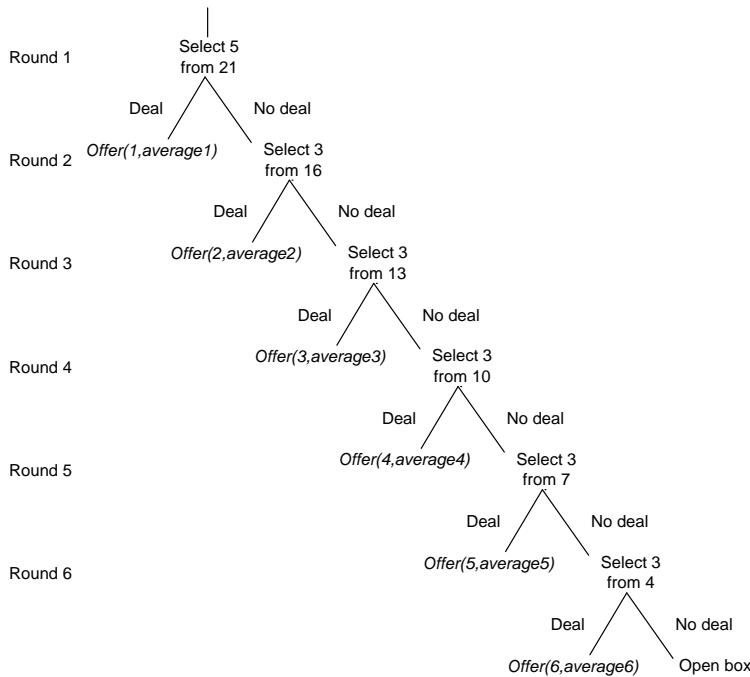 Round 1
Select 5
from 21
Deal
No deal
Offer(1,average1)
Round 2
Select 3
from 16
Deal
No deal
Offer(2,average2)
Round 3
Select 3
from 13
Deal
No deal
Offer(3,average3)
Round 4
Select 3
from 10
Deal
No deal
Offer(4,average4)
Round 5
Select 3
from 7
Deal
No deal
Offer(5,average5)
Round 6
Select 3
from 4
Deal
No deal
Offer(6,average6)
Open box